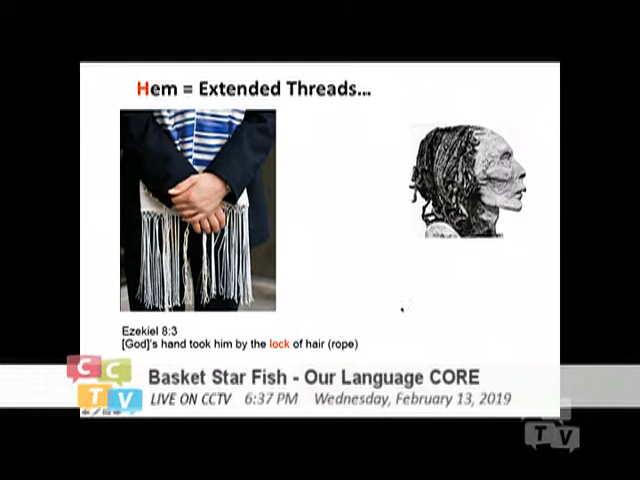 Hem = Extended Threads...
Ezekiel 8:3
[God]'s hand took him by the lock of hair (rope)
Basket Star Fish - Our Language CORE
LIVE ON CCTV 6:37 PM Wednesday, February 13, 2019
CC
TV
TV